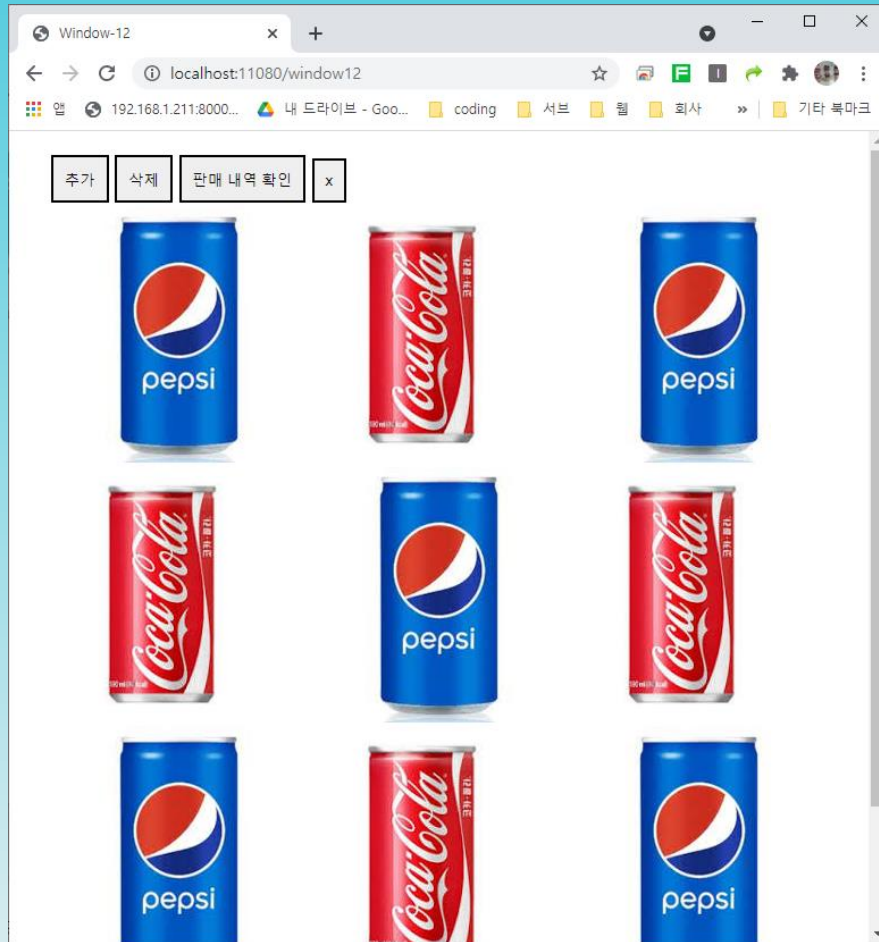 Window-12
localhost:11080/window12
앱 192.168.1.211:8000... 내 드라이브 - Goo... coding 서브 웹 회사 » 기타 북마크
추가 삭제 판매 내역 확인 x
pepsi Coca-Cola pepsi
Coca-Cola pepsi Coca-Cola
pepsi Coca-Cola pepsi